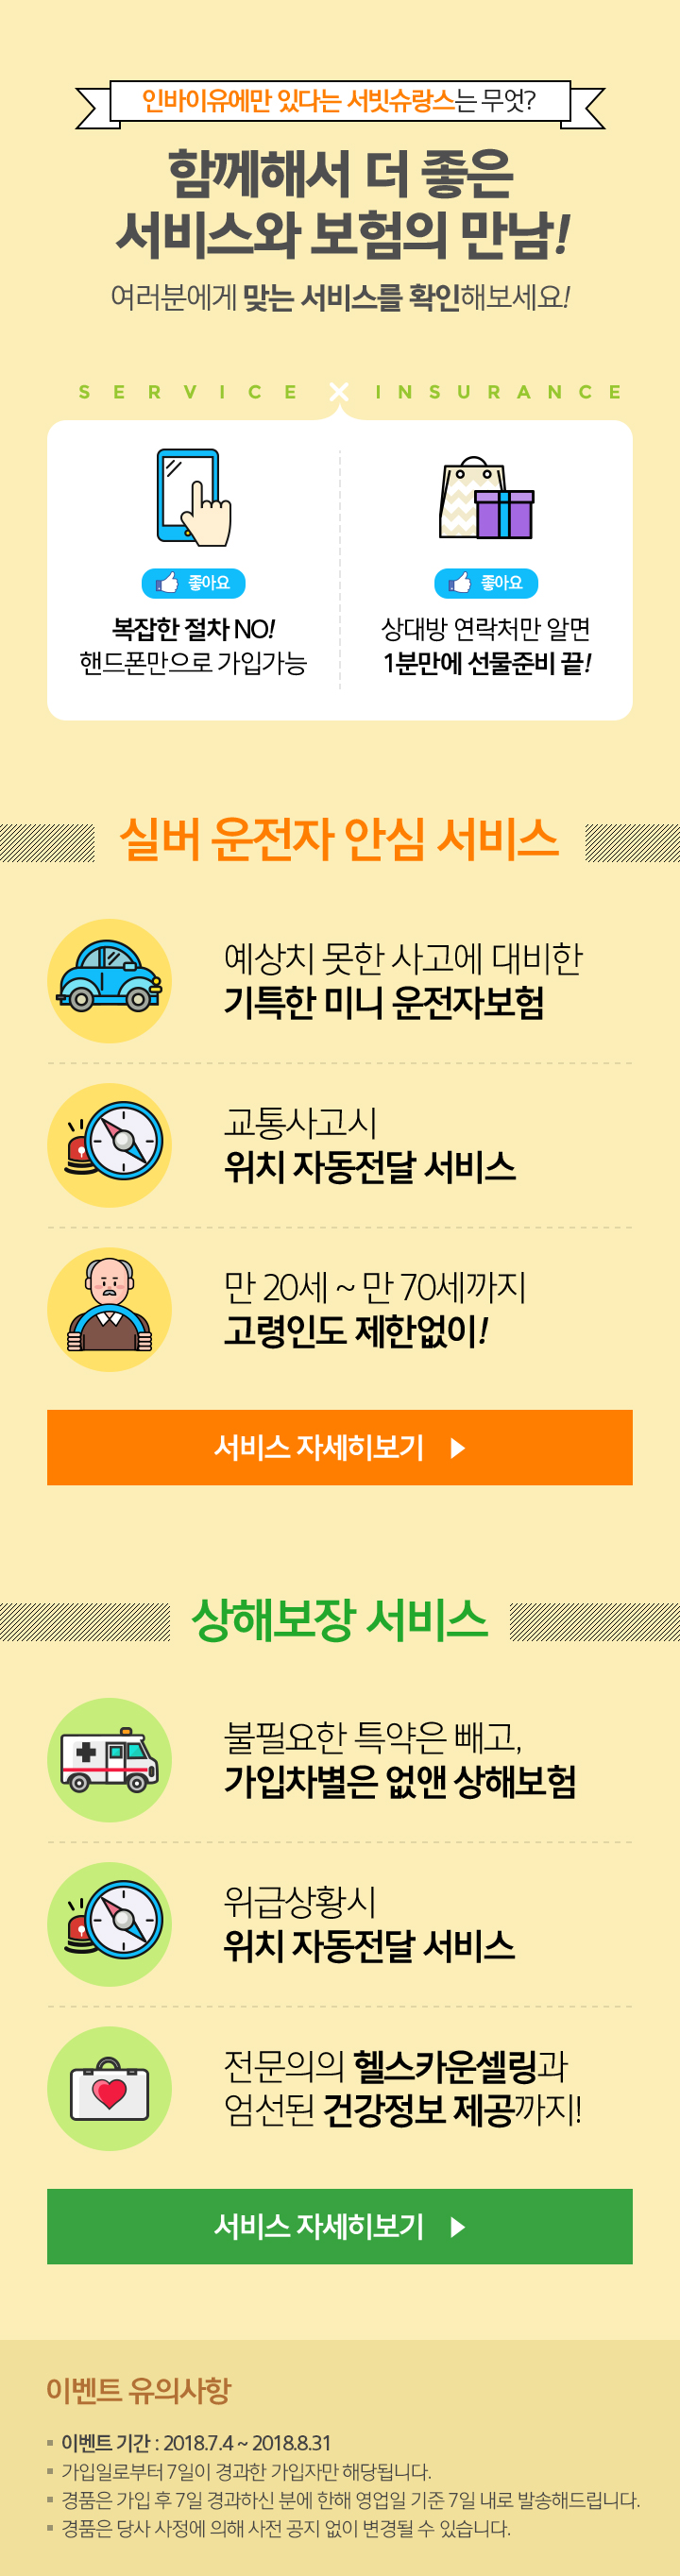 인바이유에만 있다는 서빗슈랑스는 무엇?
함께해서 더 좋은
서비스와 보험의 만남!
여러분에게 맞는 서비스를 확인해보세요!
SERVICE × INSURANCE
좋아요
복잡한 절차 NO!
핸드폰만으로 가입가능
좋아요
상대방 연락처만 알면
1분만에 선물준비 끝!
실버 운전자 안심 서비스
예상치 못한 사고에 대비한
기특한 미니 운전자보험
교통사고시
위치 자동전달 서비스
만 20세 ~ 만 70세까지
고령인도 제한없이!
서비스 자세히보기 ▶
상해보장 서비스
불필요한 특약은 빼고,
가입차별은 없앤 상해보험
위급상황시
위치 자동전달 서비스
전문의의 헬스카운셀링과
엄선된 건강정보 제공까지!
서비스 자세히보기 ▶
이벤트 유의사항
이벤트 기간 : 2018.7.4 ~ 2018.8.31
가입일로부터 7일이 경과한 가입자만 해당됩니다.
경품은 가입 후 7일 경과하신 분에 한해 영업일 기준 7일 내로 발송해드립니다.
경품은 당사 사정에 의해 사전 공지 없이 변경될 수 있습니다.